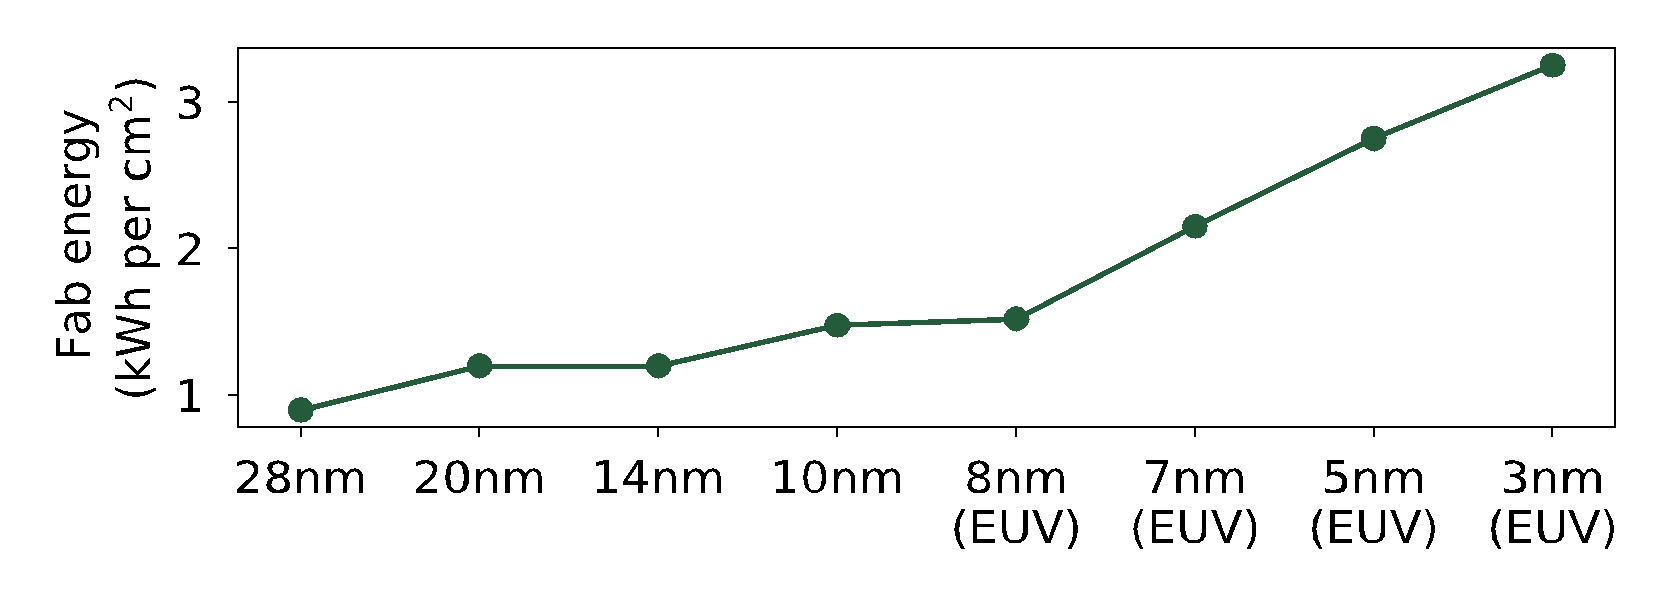 Fab energy
(kWh per cm²)
3
2
1
28nm 20nm 14nm 10nm 8nm 7nm 5nm 3nm
(EUV) (EUV) (EUV) (EUV)